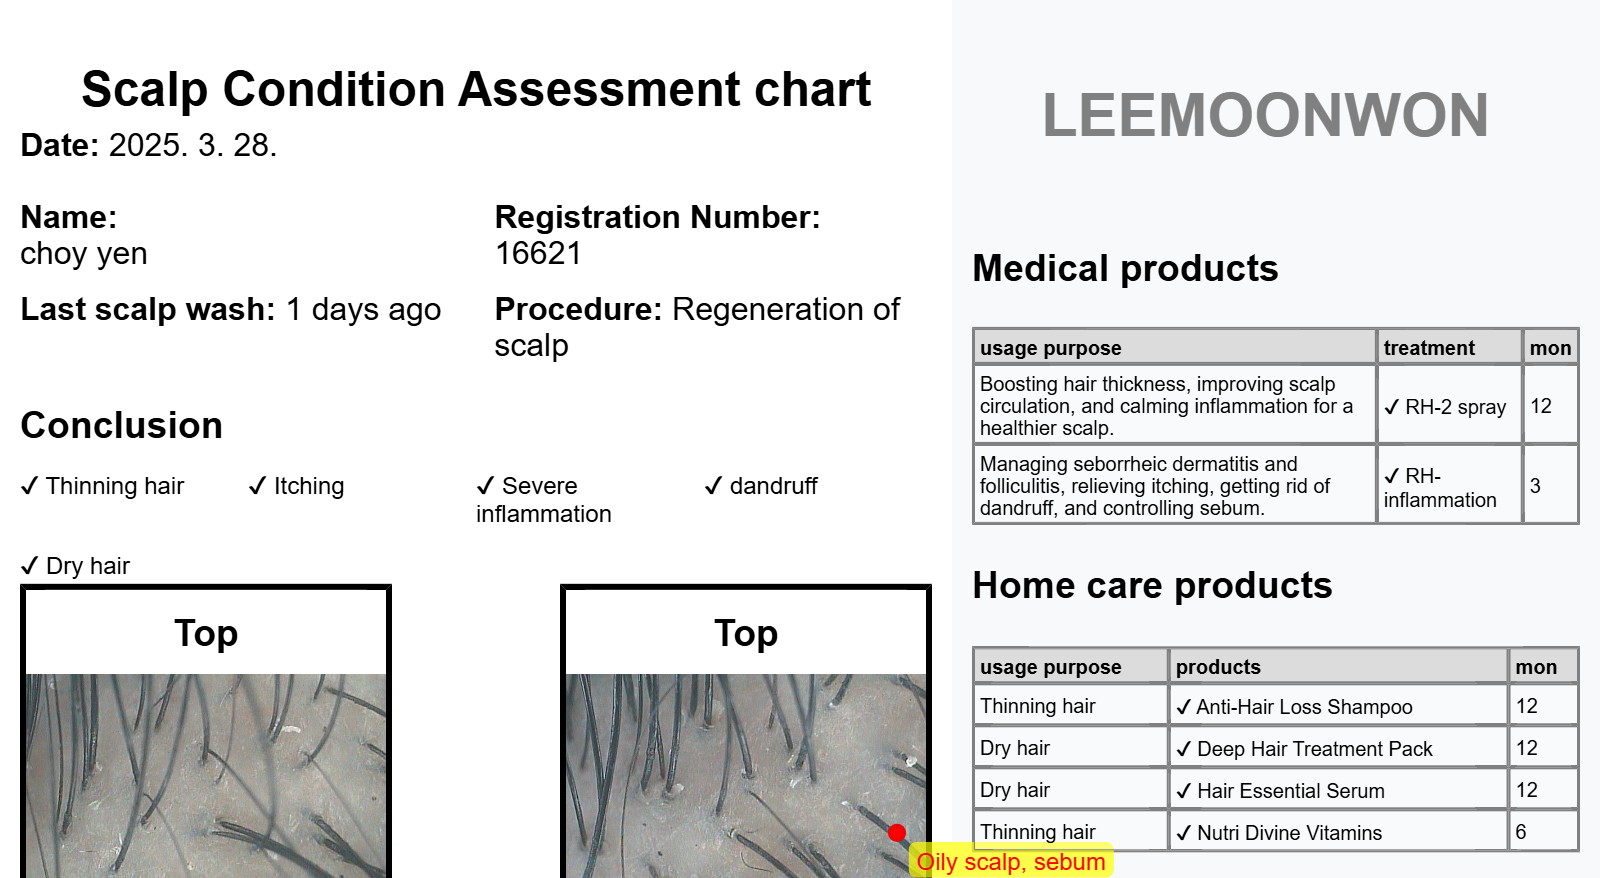 Scalp Condition Assessment chart
Date: 2025. 3. 28.
Name:
choy yen
Registration Number:
16621
Last scalp wash: 1 days ago
Procedure: Regeneration of
scalp
Conclusion
✓ Thinning hair
✓ Itching
✓ Severe
inflammation
✓ dandruff
✓ Dry hair
Top
Top
Oily scalp, sebum
LEEMOONWON
Medical products
usage purpose treatment mon
Boosting hair thickness, improving scalp
circulation, and calming inflammation for a
healthier scalp.
✓ RH-2 spray
12
Managing seborrheic dermatitis and
folliculitis, relieving itching, getting rid of
dandruff, and controlling sebum.
✓ RH-
inflammation
3
Home care products
usage purpose products mon
Thinning hair ✓ Anti-Hair Loss Shampoo 12
Dry hair ✓ Deep Hair Treatment Pack 12
Dry hair ✓ Hair Essential Serum 12
Thinning hair ✓ Nutri Divine Vitamins 6